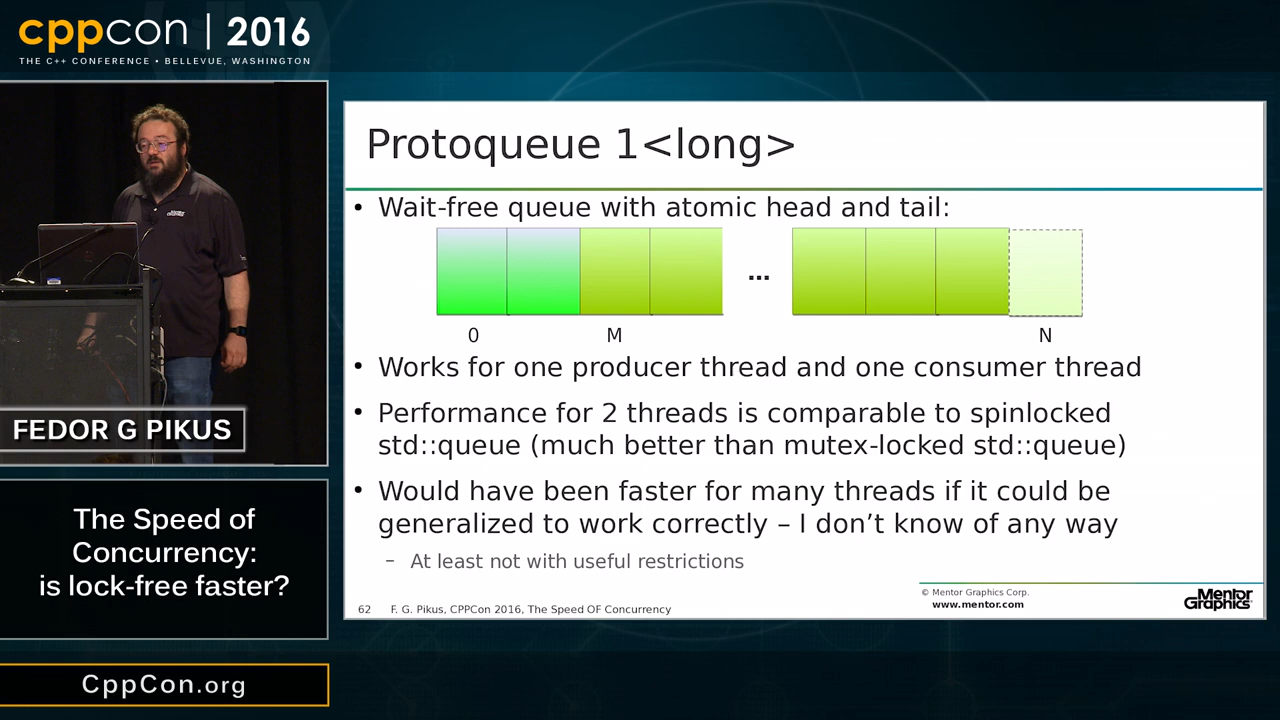 cppcon | 2016
THE C++ CONFERENCE • BELLEVUE, WASHINGTON
Protoqueue 1<long>
• Wait-free queue with atomic head and tail:
...
0 M N
• Works for one producer thread and one consumer thread
• Performance for 2 threads is comparable to spinlocked
std::queue (much better than mutex-locked std::queue)
• Would have been faster for many threads if it could be
generalized to work correctly – I don’t know of any way
– At least not with useful restrictions
62 F. G. Pikus, CPPCon 2016, The Speed OF Concurrency
© Mentor Graphics Corp.
www.mentor.com
Mentor
Graphics
FEDOR G PIKUS
The Speed of
Concurrency:
is lock-free faster?
CppCon.org